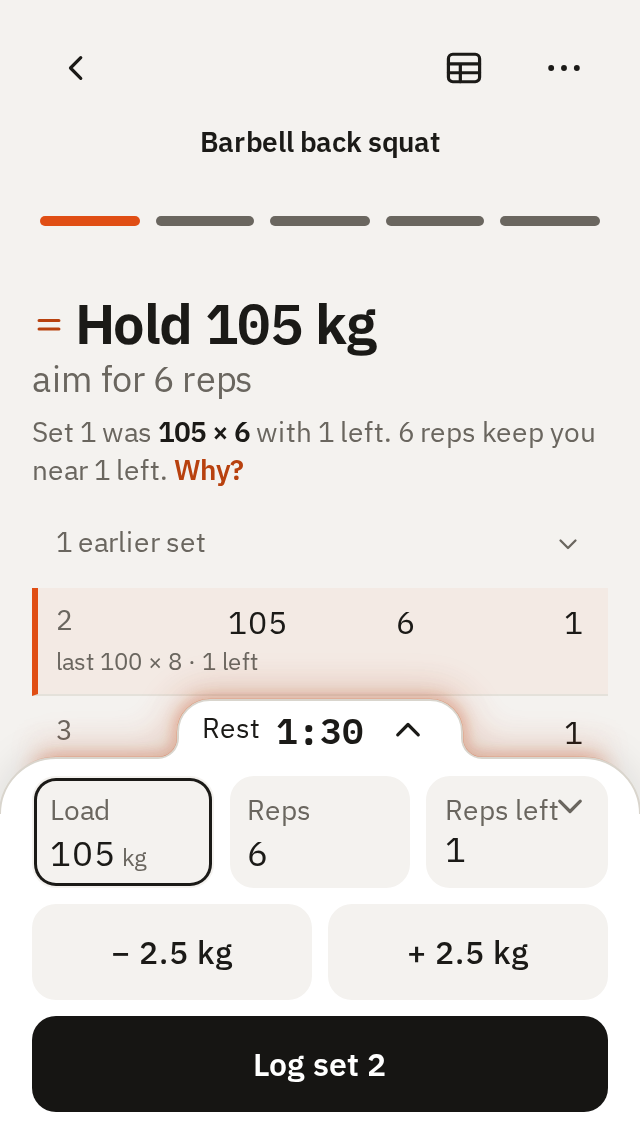 Barbell back squat
= Hold 105 kg
aim for 6 reps
Set 1 was 105 × 6 with 1 left. 6 reps keep you
near 1 left. Why?
1 earlier set
2 105 6 1
last 100 × 8 · 1 left
3 1
Rest 1:30
Load Reps Reps left
105 kg 6 1
− 2.5 kg + 2.5 kg
Log set 2